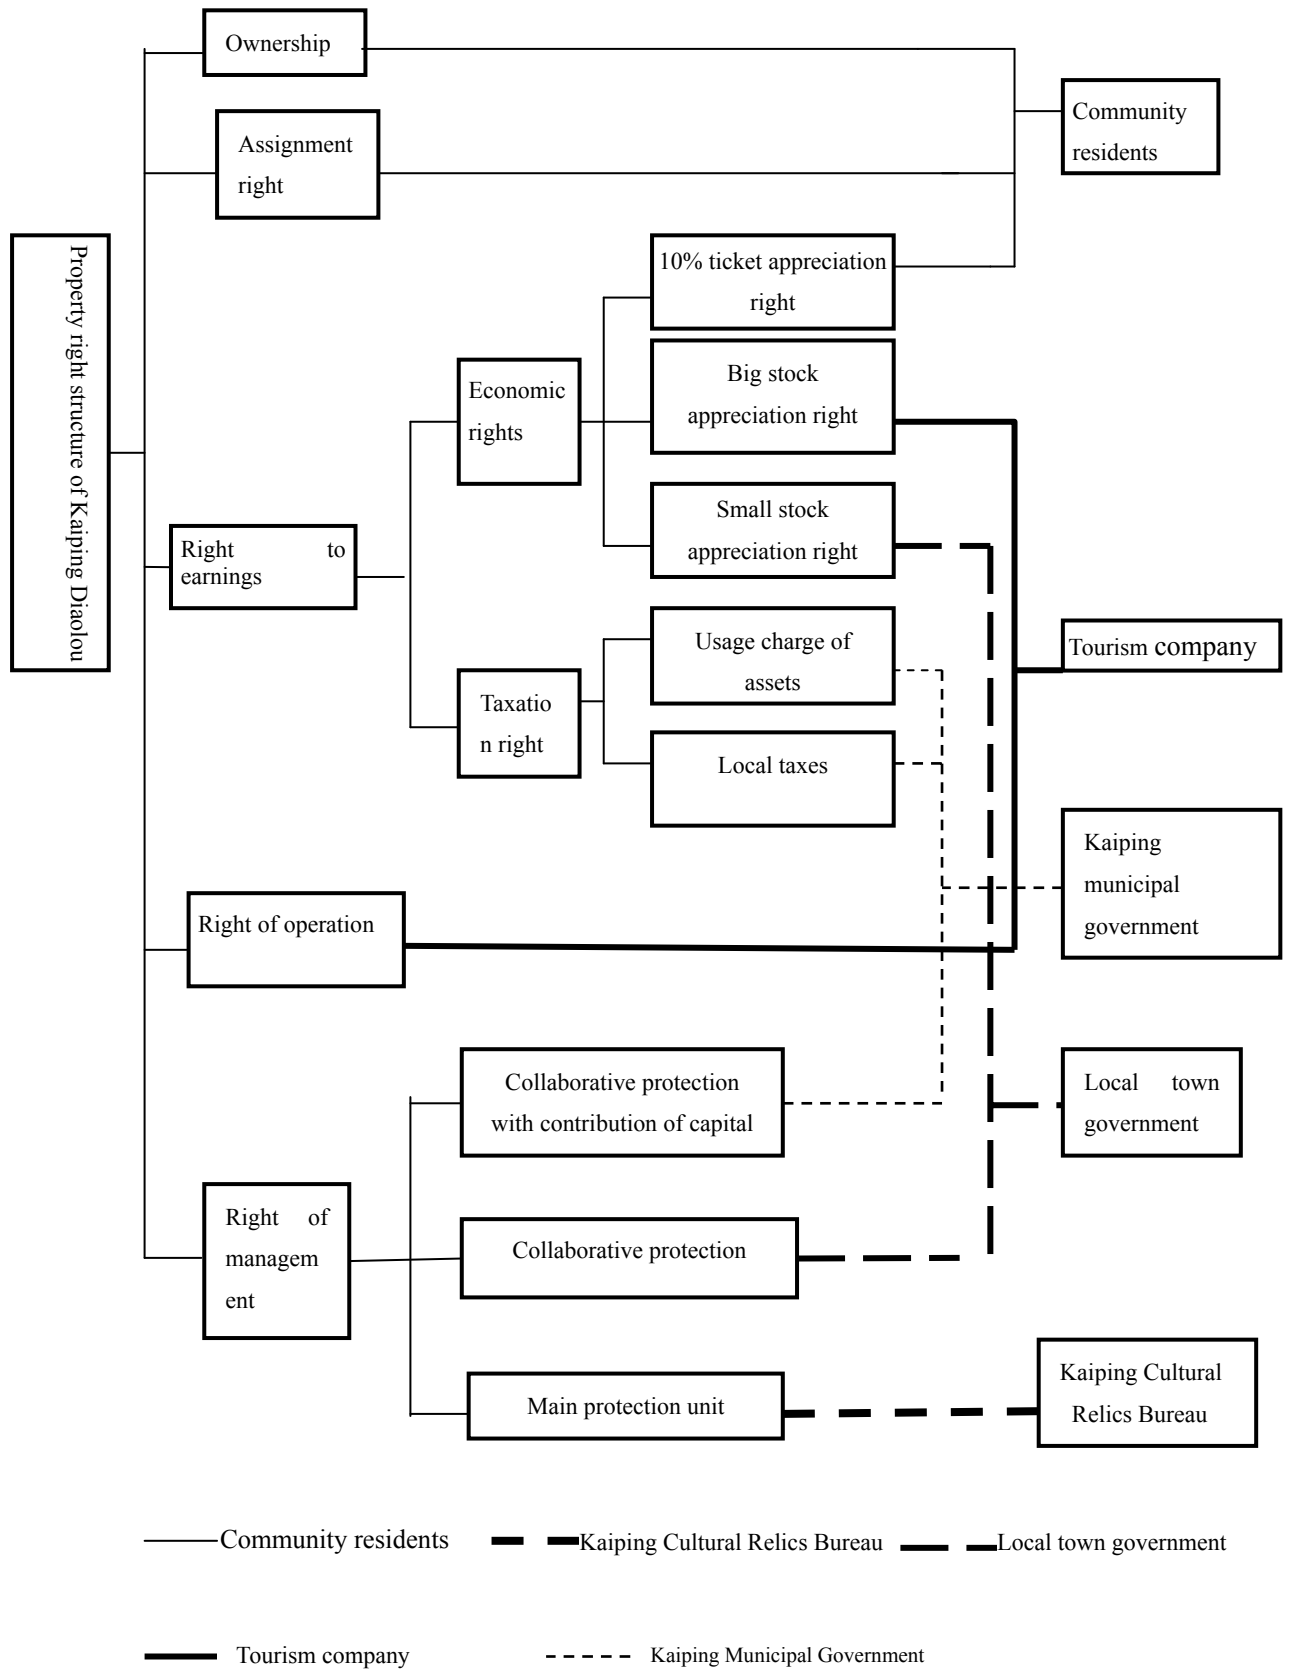 Ownership
Community
residents
Assignment
right
Property right structure of Kaiping Diaolou
10% ticket appreciation
right
Big stock
appreciation right
Economic
rights
Small stock
appreciation right
Right to
earnings
Usage charge of
assets
Tourism company
Taxatio
n right
Local taxes
Kaiping
municipal
government
Right of operation
Collaborative protection
with contribution of capital
Local town
government
Right of
managem
ent
Collaborative protection
Main protection unit
Kaiping Cultural
Relics Bureau
Community residents
Kaiping Cultural Relics Bureau
Local town government
Tourism company
Kaiping Municipal Government